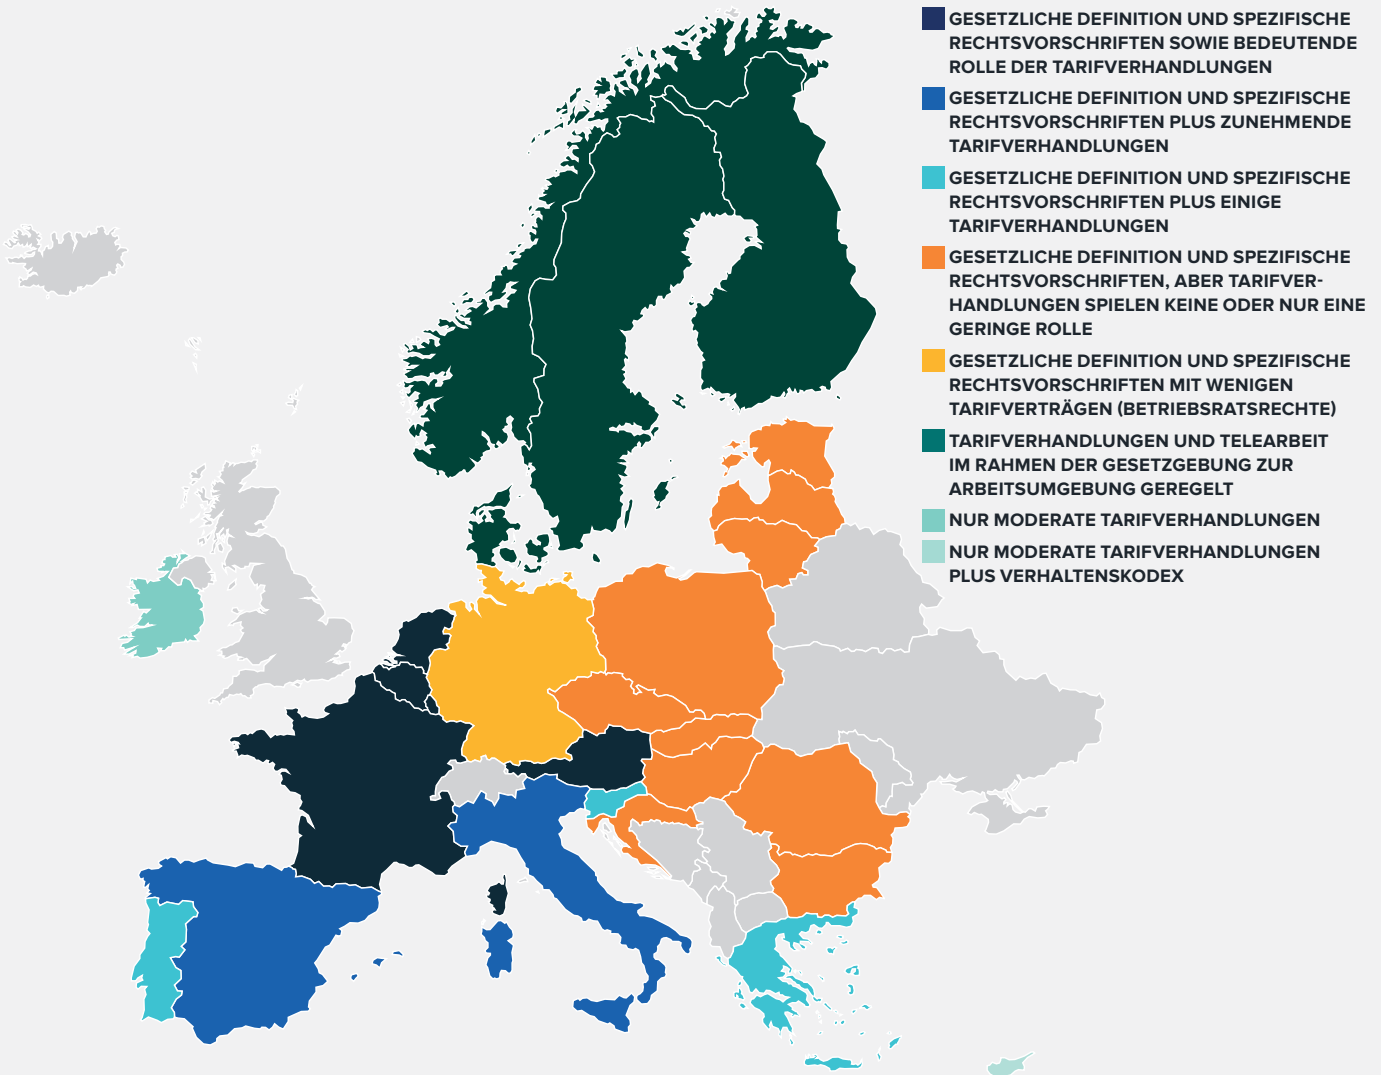 GESETZLICHE DEFINITION UND SPEZIFISCHE
RECHTSVORSCHRIFTEN SOWIE BEDEUTENDE
ROLLE DER TARIFVERHANDLUNGEN
GESETZLICHE DEFINITION UND SPEZIFISCHE
RECHTSVORSCHRIFTEN PLUS ZUNEHMENDE
TARIFVERHANDLUNGEN
GESETZLICHE DEFINITION UND SPEZIFISCHE
RECHTSVORSCHRIFTEN PLUS EINIGE
TARIFVERHANDLUNGEN
GESETZLICHE DEFINITION UND SPEZIFISCHE
RECHTSVORSCHRIFTEN, ABER TARIFVER-
HANDLUNGEN SPIELEN KEINE ODER NUR EINE
GERINGE ROLLE
GESETZLICHE DEFINITION UND SPEZIFISCHE
RECHTSVORSCHRIFTEN MIT WENIGEN
TARIFVERTRÄGEN (BETRIEBSRATSRECHTE)
TARIFVERHANDLUNGEN UND TELEARBEIT
IM RAHMEN DER GESETZGEBUNG ZUR
ARBEITSUMGEBUNG GEREGELT
NUR MODERATE TARIFVERHANDLUNGEN
NUR MODERATE TARIFVERHANDLUNGEN
PLUS VERHALTENSKODEX